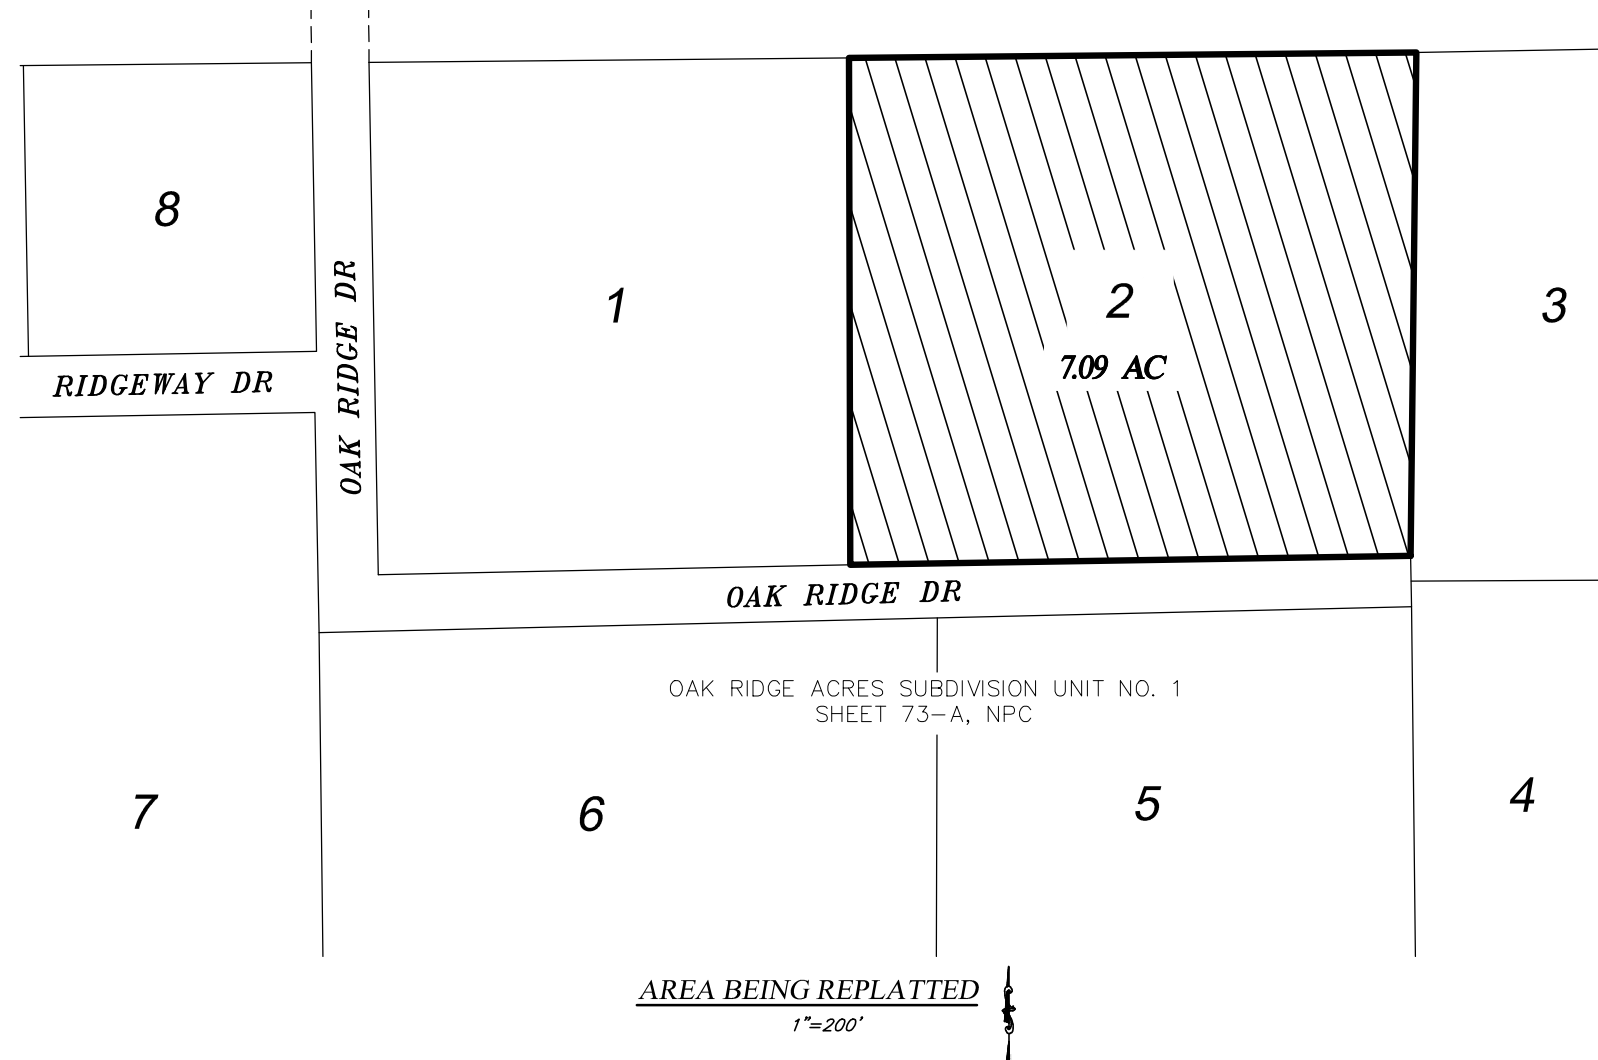 8
OAK RIDGE DR
1
2
7.09 AC
3
RIDGEWAY DR
OAK RIDGE DR
OAK RIDGE ACRES SUBDIVISION UNIT NO. 1
SHEET 73-A, NPC
7
6
5
4
AREA BEING REPLATTED
1"=200'